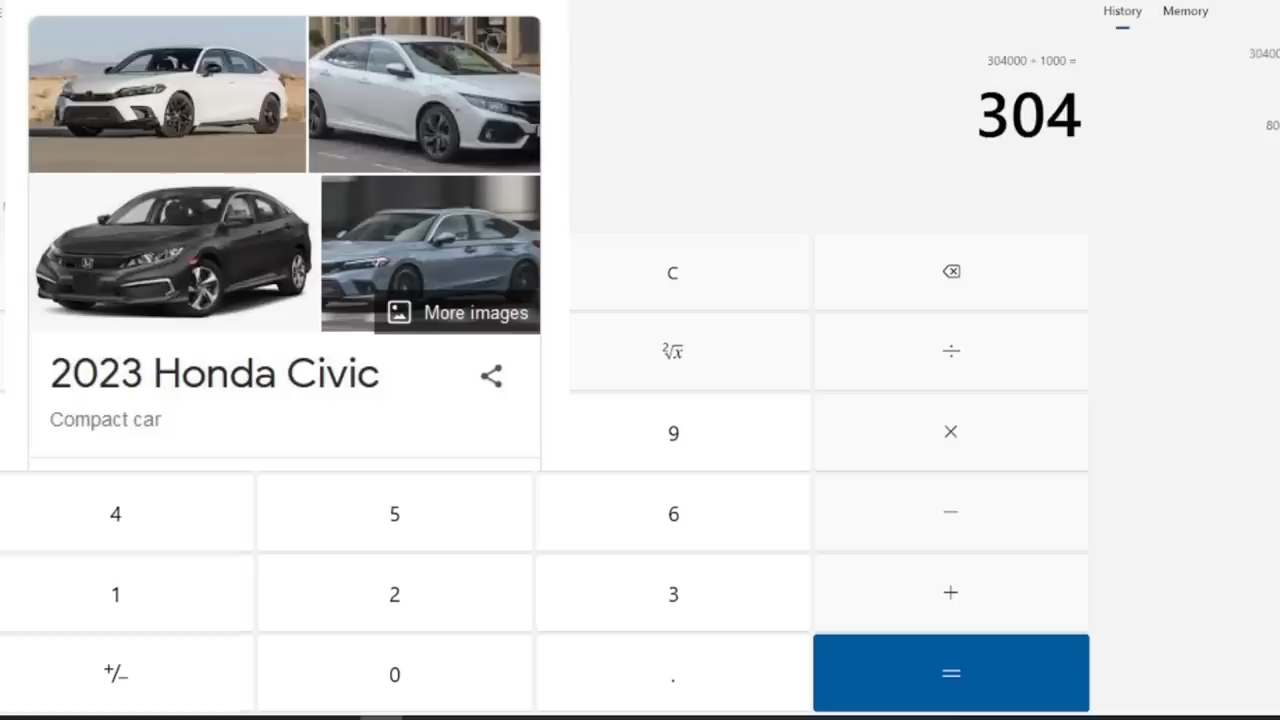 History Memory
304000 ÷ 1000 =
304
80
More images
2023 Honda Civic
Compact car
C
÷
9
×
4
5
6
−
1
2
3
+
+/−
0
.
=